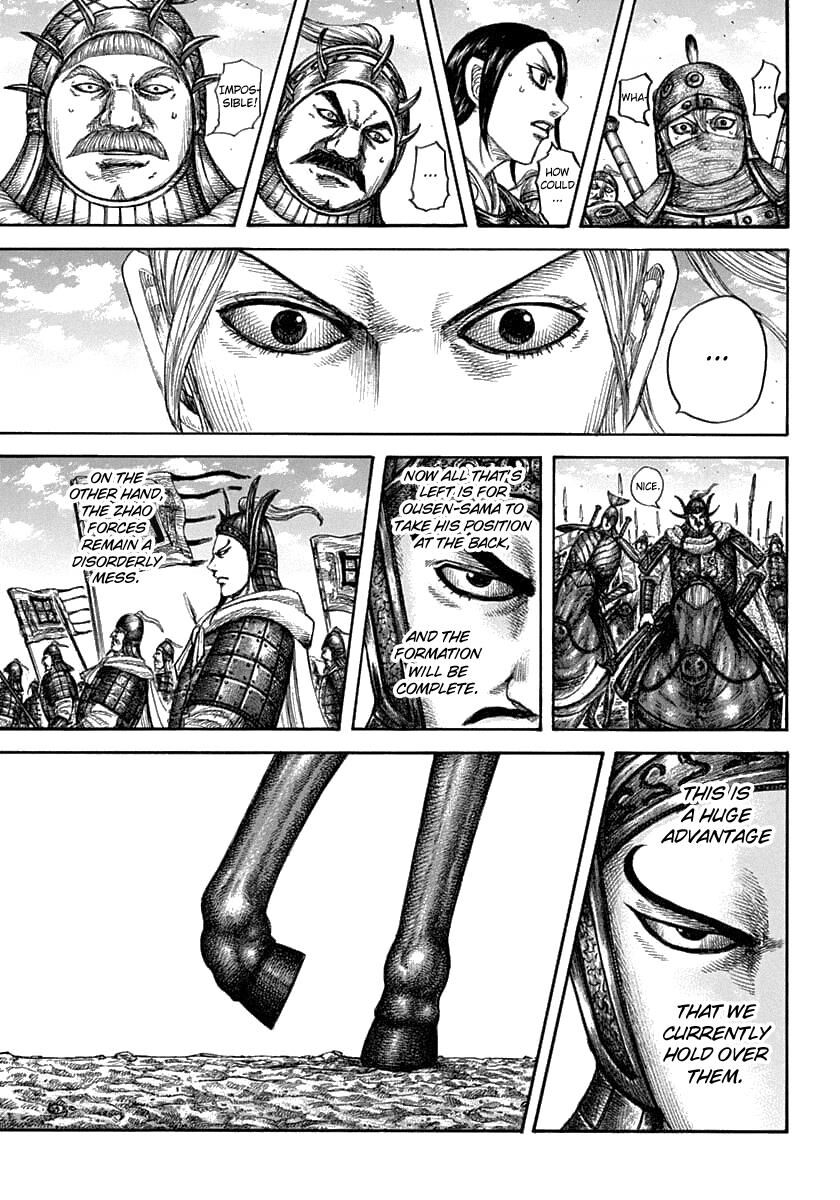 ...
WHA-
HOW
COULD
...
...
IMPOS-
SIBLE!
...
NICE.
NOW ALL THAT'S
LEFT IS FOR
OUSEN-SAMA TO
TAKE HIS POSITION
AT THE BACK,
AND THE
FORMATION
WILL BE
COMPLETE.
ON THE
OTHER HAND,
THE ZHAO
FORCES
REMAIN A
DISORDERLY
MESS.
THIS IS
A HUGE
ADVANTAGE
THAT WE
CURRENTLY
HOLD OVER
THEM.